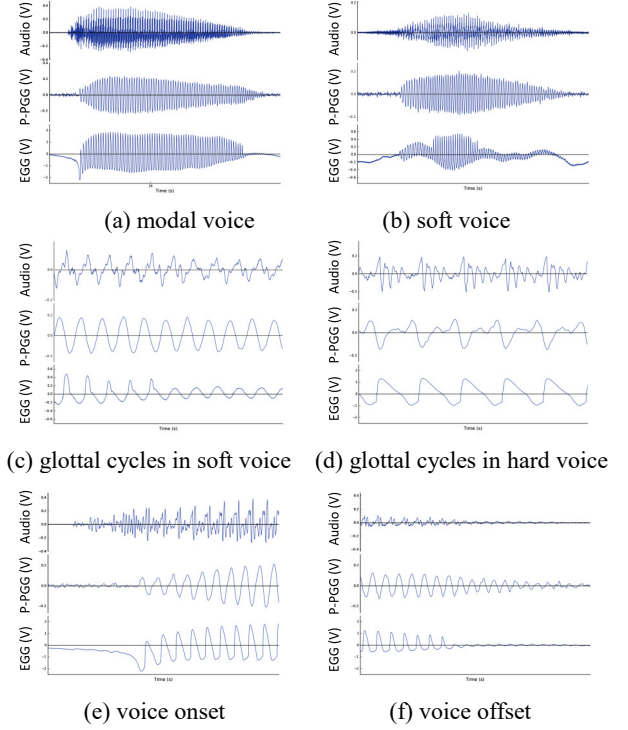 Audio (V)
P-PGG (V)
EGG (V)
24
Time (s)
(a) modal voice
Audio (V)
P-PGG (V)
EGG (V)
Time (s)
(b) soft voice
Audio (V)
P-PGG (V)
EGG (V)
Time (s)
(c) glottal cycles in soft voice
Audio (V)
P-PGG (V)
EGG (V)
Time (s)
(d) glottal cycles in hard voice
Audio (V)
P-PGG (V)
EGG (V)
Time (s)
(e) voice onset
Audio (V)
P-PGG (V)
EGG (V)
Time (s)
(f) voice offset